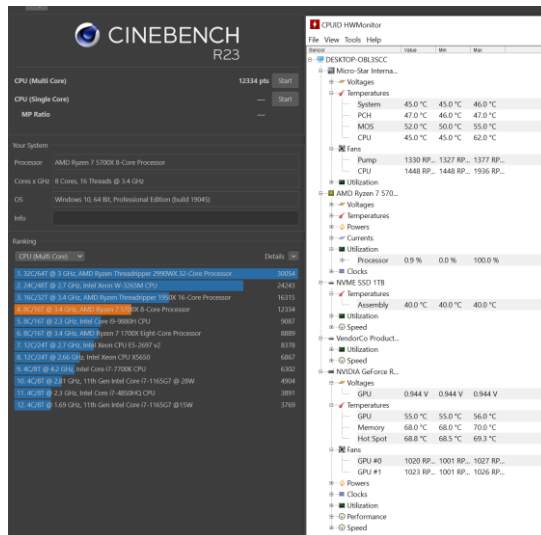 CINEBENCH
R23
CPU (Multi Core) 12334 pts Start
CPU (Single Core) --- Start
MP Ratio ---
Your System
Processor AMD Ryzen 7 5700X 8-Core Processor
Cores x GHz 8 Cores, 16 Threads @ 3.4 GHz
OS Windows 10, 64 Bit, Professional Edition (build 19045)
Info
Ranking
CPU (Multi Core) Details
1. 32C/64T @ 3 GHz, AMD Ryzen Threadripper 2990WX 32-Core Processor 30054
2. 24C/48T @ 2.7 GHz, Intel Xeon W-3265M CPU 24243
3. 16C/32T @ 3.4 GHz, AMD Ryzen Threadripper 1950X 16-Core Processor 16315
4. 8C/16T @ 3.4 GHz, AMD Ryzen 7 5700X 8-Core Processor 12334
5. 8C/16T @ 2.3 GHz, Intel Core i9-9880H CPU 9087
6. 8C/16T @ 3.4 GHz, AMD Ryzen 7 1700X Eight-Core Processor 8889
7. 12C/24T @ 2.7 GHz, Intel Xeon CPU E5-2697 v2 8378
8. 12C/24T @ 2.66 GHz, Intel Xeon CPU X5650 6867
9. 4C/8T @ 4.2 GHz, Intel Core i7-7700K CPU 6302
10. 4C/8T @ 2.81 GHz, 11th Gen Intel Core i7-1165G7 @ 28W 4904
11. 4C/8T @ 2.3 GHz, Intel Core i7-4850HQ CPU 3891
12. 4C/8T @ 1.69 GHz, 11th Gen Intel Core i7-1165G7 @15W 3769
CPUID HWMonitor
File View Tools Help
Sensor Value Min Max
DESKTOP-OBL3SCC
Micro-Star Interna...
Voltages
Temperatures
System 45.0 °C 45.0 °C 46.0 °C
PCH 47.0 °C 46.0 °C 47.0 °C
MOS 52.0 °C 50.0 °C 55.0 °C
CPU 45.0 °C 45.0 °C 62.0 °C
Fans
Pump 1330 RP... 1327 RP... 1377 RP...
CPU 1448 RP... 1448 RP... 1936 RP...
Utilization
AMD Ryzen 7 570...
Voltages
Temperatures
Powers
Currents
Utilization
Processor 0.9 % 0.0 % 100.0 %
Clocks
NVME SSD 1TB
Temperatures
Assembly 40.0 °C 40.0 °C 40.0 °C
Utilization
Speed
VendorCo Product...
Utilization
Speed
NVIDIA GeForce R...
Voltages
GPU 0.944 V 0.944 V 0.944 V
Temperatures
GPU 55.0 °C 55.0 °C 56.0 °C
Memory 68.0 °C 68.0 °C 70.0 °C
Hot Spot 68.8 °C 68.5 °C 69.3 °C
Fans
GPU #0 1020 RP... 1001 RP... 1027 RP...
GPU #1 1023 RP... 1001 RP... 1026 RP...
Powers
Clocks
Utilization
Performance
Speed